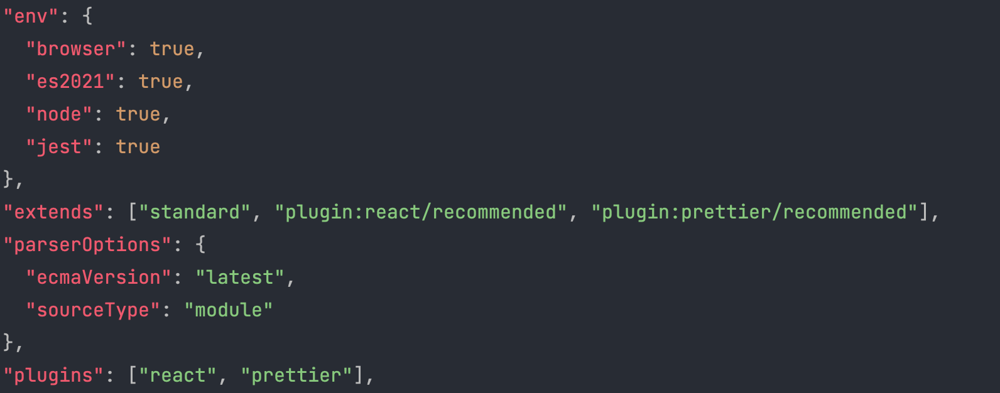 "env": {
  "browser": true,
  "es2021": true,
  "node": true,
  "jest": true
},
"extends": ["standard", "plugin:react/recommended", "plugin:prettier/recommended"],
"parserOptions": {
  "ecmaVersion": "latest",
  "sourceType": "module"
},
"plugins": ["react", "prettier"],